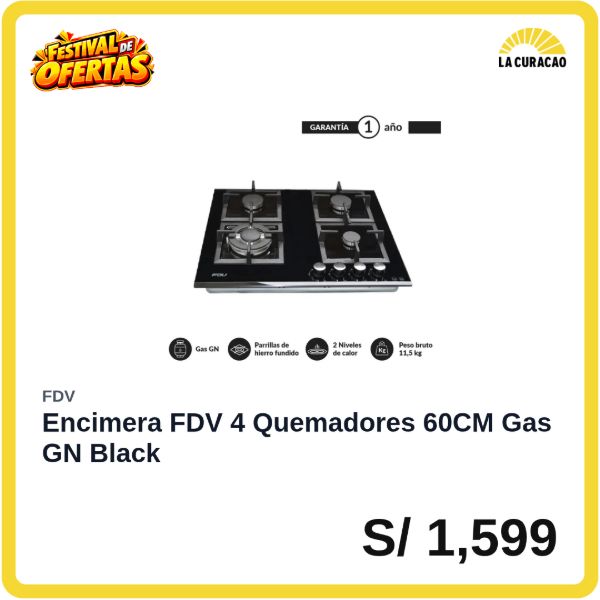 FESTIVAL DE
OFERTAS
LA CURACAO
GARANTÍA 1 año
FDV
Gas GN
Parrillas de
hierro fundido
2 Niveles
de calor
KG
Peso bruto
11,5 kg
FDV
Encimera FDV 4 Quemadores 60CM Gas
GN Black
S/ 1,599